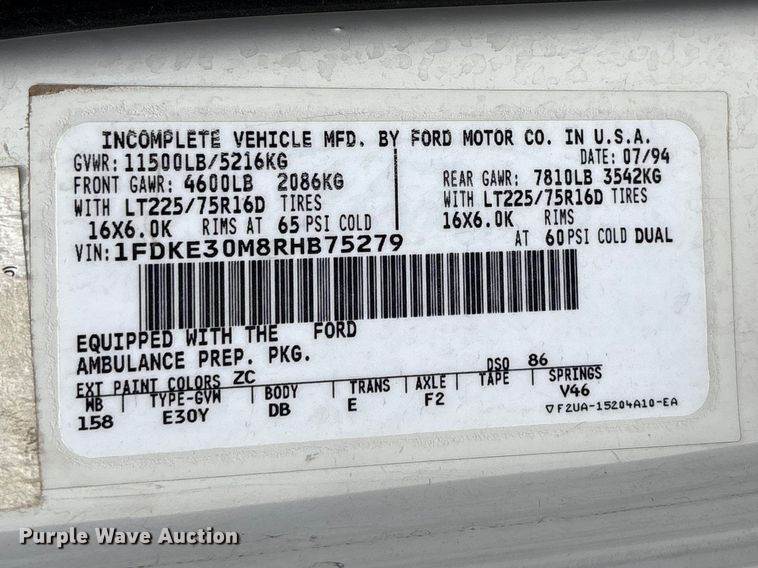 INCOMPLETE VEHICLE MFD. BY FORD MOTOR CO. IN U.S.A.
GVWR: 11500LB/5216KG DATE: 07/94
FRONT GAWR: 4600LB 2086KG REAR GAWR: 7810LB 3542KG
WITH LT225/75R16D TIRES WITH LT225/75R16D TIRES
16X6.0K RIMS AT 65 PSI COLD 16X6.0K RIMS
VIN: 1FDKE30M8RHB75279 AT 60 PSI COLD DUAL
EQUIPPED WITH THE FORD
AMBULANCE PREP. PKG.
EXT PAINT COLORS ZC DSO 86
WB TYPE-GVW BODY TRANS AXLE TAPE SPRINGS
158 E30Y DB E F2 V46
▽F2UA-15204A10-EA
Purple Wave Auction